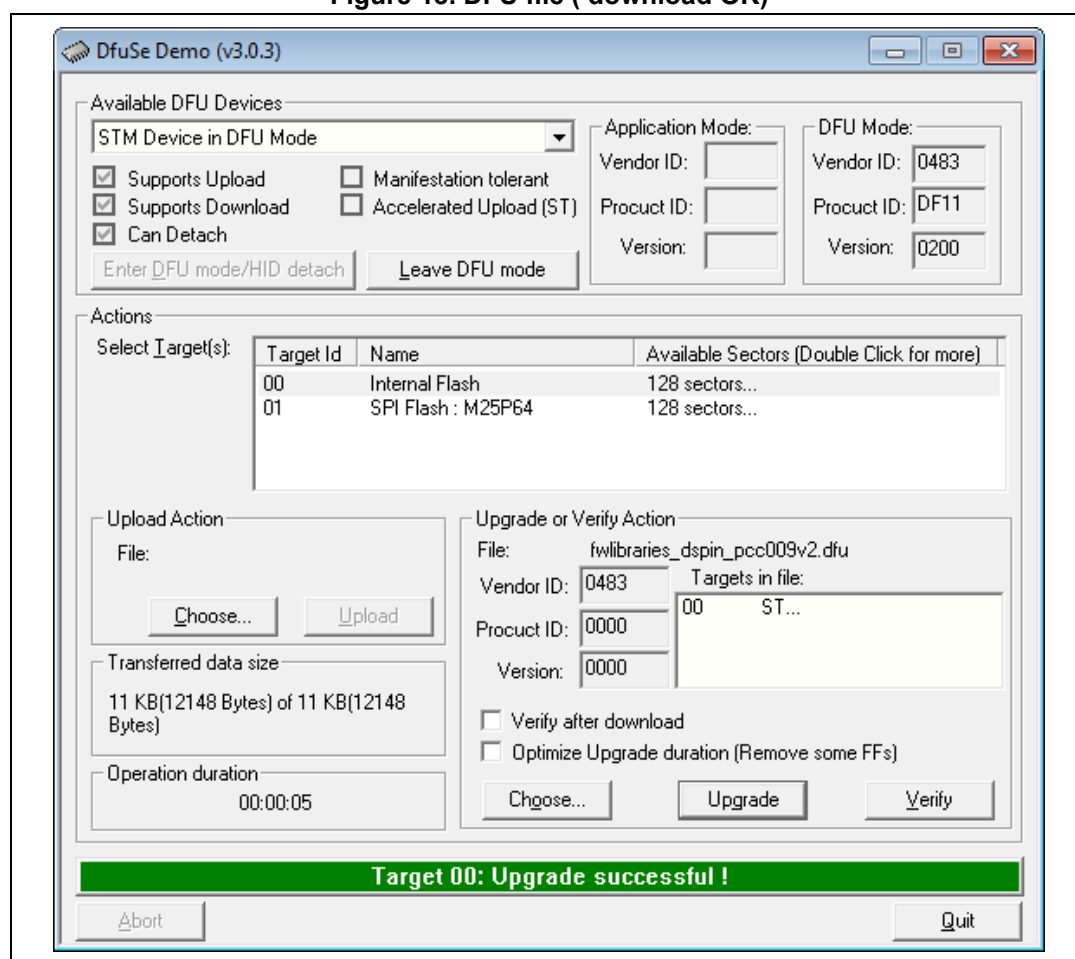 DfuSe Demo (v3.0.3)
Available DFU Devices
STM Device in DFU Mode
Supports Upload
Manifestation tolerant
Supports Download
Accelerated Upload (ST)
Can Detach
Enter DFU mode/HID detach
Leave DFU mode
Application Mode:
Vendor ID:
Procuct ID:
Version:
DFU Mode:
Vendor ID: 0483
Procuct ID: DF11
Version: 0200
Actions
Select Target(s):
Target Id Name Available Sectors (Double Click for more)
00 Internal Flash 128 sectors...
01 SPI Flash : M25P64 128 sectors...
Upload Action
File:
Choose...
Upload
Transferred data size
11 KB(12148 Bytes) of 11 KB(12148
Bytes)
Operation duration
00:00:05
Upgrade or Verify Action
File: fwlibraries_dspin_pcc009v2.dfu
Vendor ID: 0483
Procuct ID: 0000
Version: 0000
Targets in file:
00 ST...
Verify after download
Optimize Upgrade duration (Remove some FFs)
Choose...
Upgrade
Verify
Target 00: Upgrade successful !
Abort
Quit